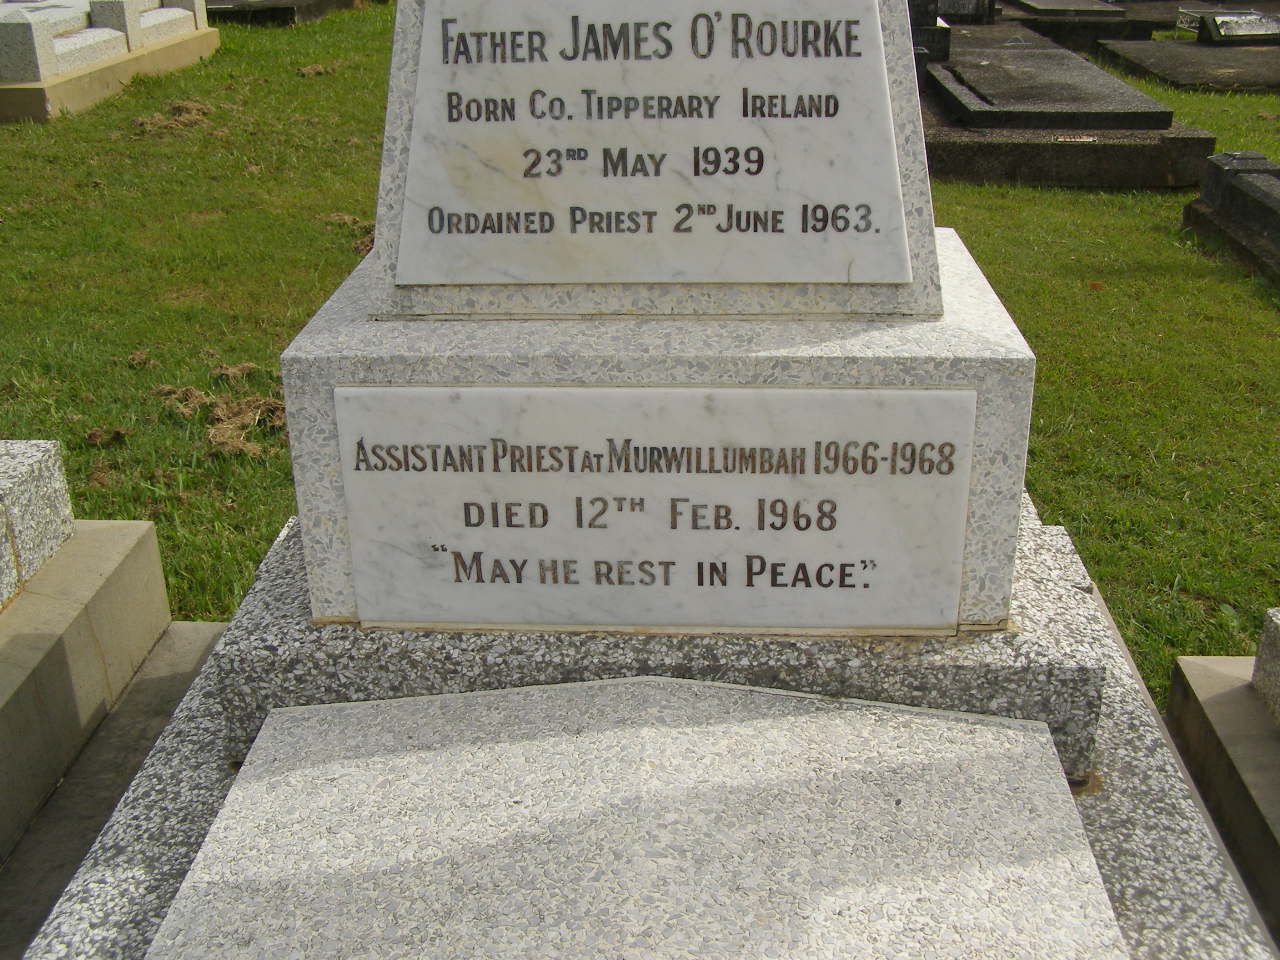 FATHER JAMES O'ROURKE
BORN CO. TIPPERARY IRELAND
23RD MAY 1939
ORDAINED PRIEST 2ND JUNE 1963.
ASSISTANT PRIEST AT MURWILLUMBAH 1966-1968
DIED 12TH FEB. 1968
"MAY HE REST IN PEACE."